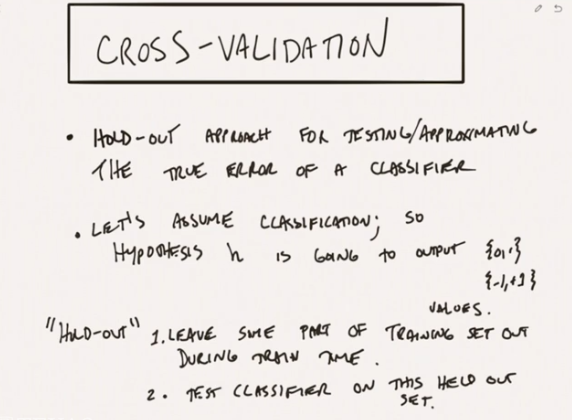 CROSS-VALIDATION
• HOLD-OUT APPROACH FOR TESTING/APPROXIMATING
THE TRUE ERROR OF A CLASSIFIER
• LET'S ASSUME CLASSIFICATION; SO
HYPOTHESIS h IS GOING TO OUTPUT {0,1}
{-1,+1}
VALUES.
"HOLD-OUT" 1. LEAVE SOME PART OF TRAINING SET OUT
DURING TRAIN TIME.
2. TEST CLASSIFIER ON THIS HELD OUT
SET.